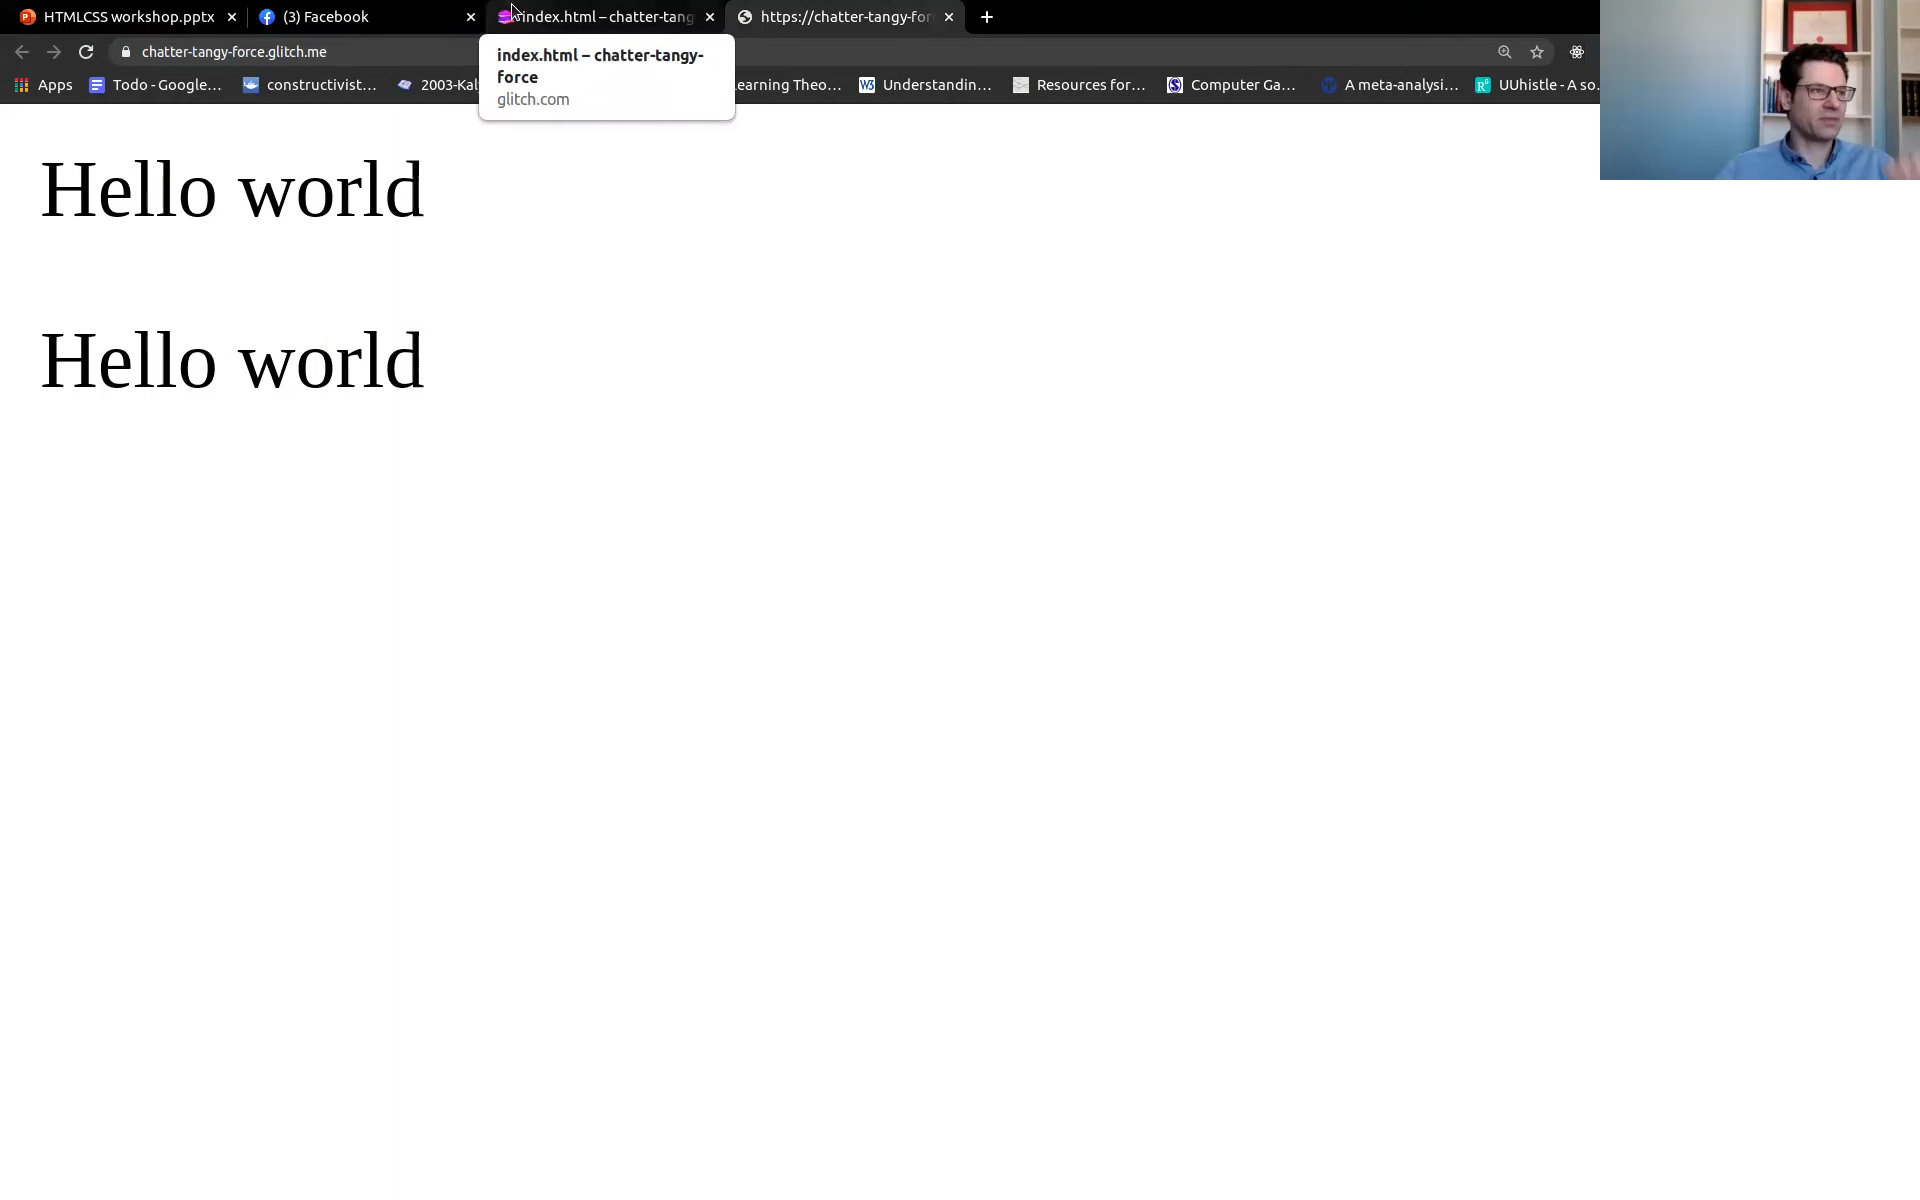 HTMLCSS workshop.pptx
(3) Facebook
index.html – chatter-tang
https://chatter-tangy-for
chatter-tangy-force.glitch.me
index.html – chatter-tangy-
force
glitch.com
Apps
Todo - Google...
constructivist...
2003-Kal
earning Theo...
Understandin...
Resources for...
Computer Ga...
A meta-analysi...
UUhistle - A so...
Hello world
Hello world